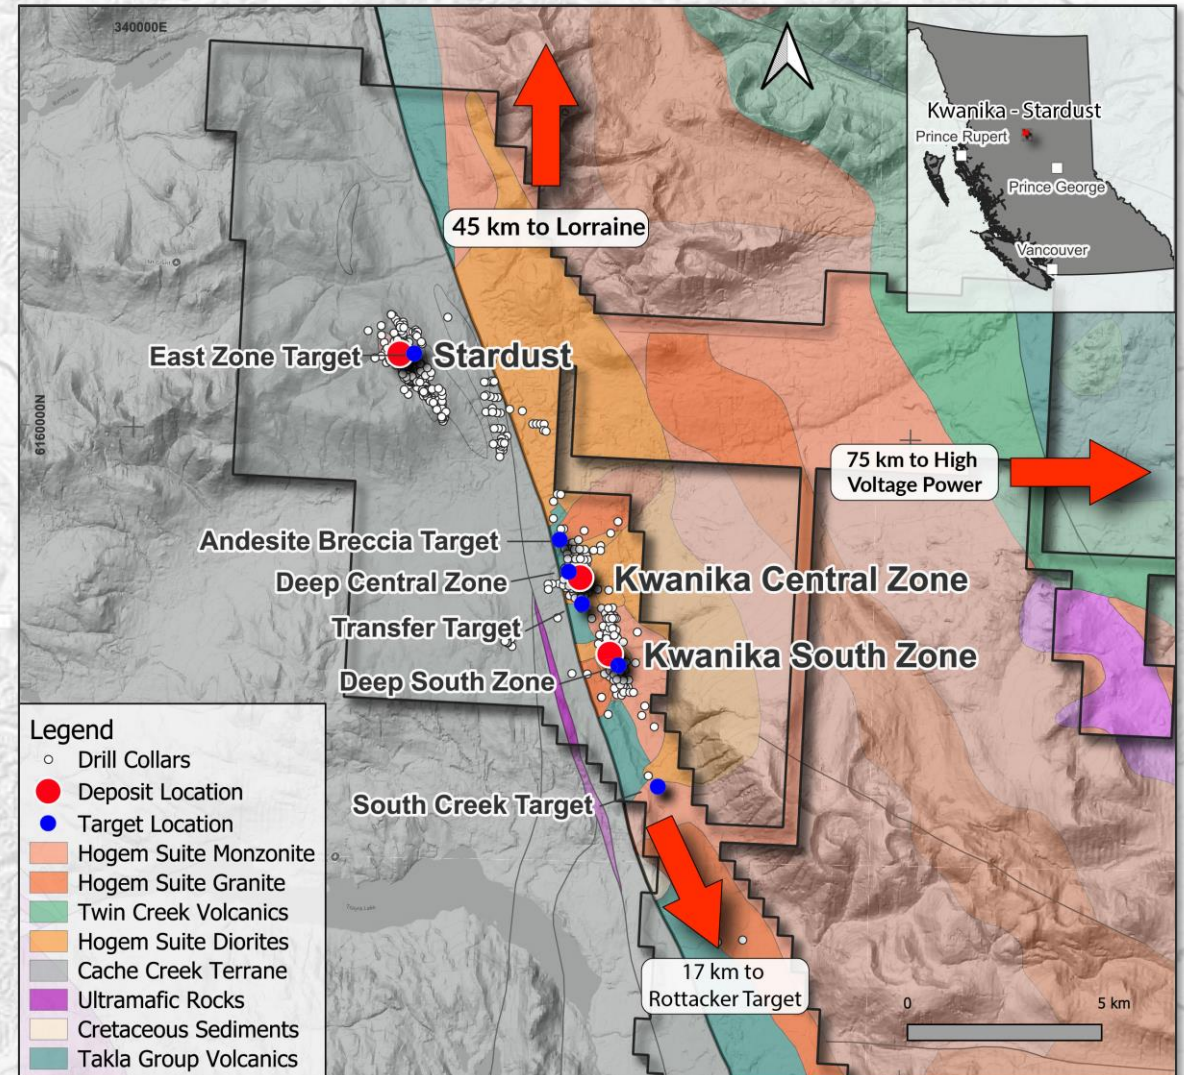 340000E
6160000N
Kwanika - Stardust
Prince Rupert
Prince George
Vancouver
45 km to Lorraine
East Zone Target
Stardust
75 km to High
Voltage Power
Andesite Breccia Target
Deep Central Zone
Kwanika Central Zone
Transfer Target
Kwanika South Zone
Deep South Zone
South Creek Target
17 km to
Rottacker Target
0
5 km
Legend
Drill Collars
Deposit Location
Target Location
Hogem Suite Monzonite
Hogem Suite Granite
Twin Creek Volcanics
Hogem Suite Diorites
Cache Creek Terrane
Ultramafic Rocks
Cretaceous Sediments
Takla Group Volcanics